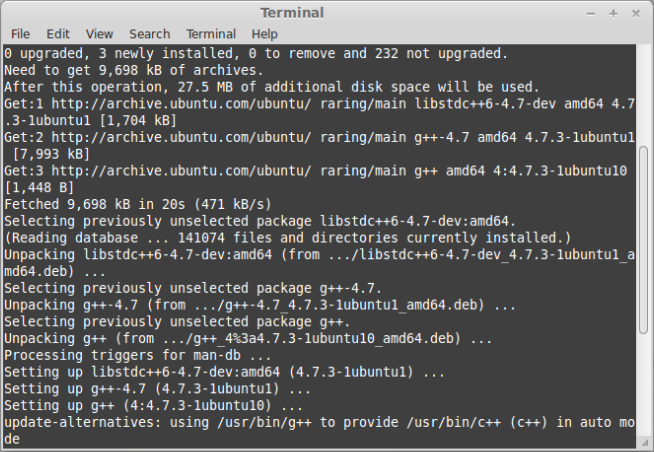 Terminal
File Edit View Search Terminal Help
0 upgraded, 3 newly installed, 0 to remove and 232 not upgraded.
Need to get 9,698 kB of archives.
After this operation, 27.5 MB of additional disk space will be used.
Get:1 http://archive.ubuntu.com/ubuntu/ raring/main libstdc++6-4.7-dev amd64 4.7
.3-1ubuntu1 [1,704 kB]
Get:2 http://archive.ubuntu.com/ubuntu/ raring/main g++-4.7 amd64 4.7.3-1ubuntu1
 [7,993 kB]
Get:3 http://archive.ubuntu.com/ubuntu/ raring/main g++ amd64 4:4.7.3-1ubuntu10
[1,448 B]
Fetched 9,698 kB in 20s (471 kB/s)
Selecting previously unselected package libstdc++6-4.7-dev:amd64.
(Reading database ... 141074 files and directories currently installed.)
Unpacking libstdc++6-4.7-dev:amd64 (from .../libstdc++6-4.7-dev_4.7.3-1ubuntu1_a
md64.deb) ...
Selecting previously unselected package g++-4.7.
Unpacking g++-4.7 (from .../g++-4.7_4.7.3-1ubuntu1_amd64.deb) ...
Selecting previously unselected package g++.
Unpacking g++ (from .../g++_4%3a4.7.3-1ubuntu10_amd64.deb) ...
Processing triggers for man-db ...
Setting up libstdc++6-4.7-dev:amd64 (4.7.3-1ubuntu1) ...
Setting up g++-4.7 (4.7.3-1ubuntu1) ...
Setting up g++ (4:4.7.3-1ubuntu10) ...
update-alternatives: using /usr/bin/g++ to provide /usr/bin/c++ (c++) in auto mo
de